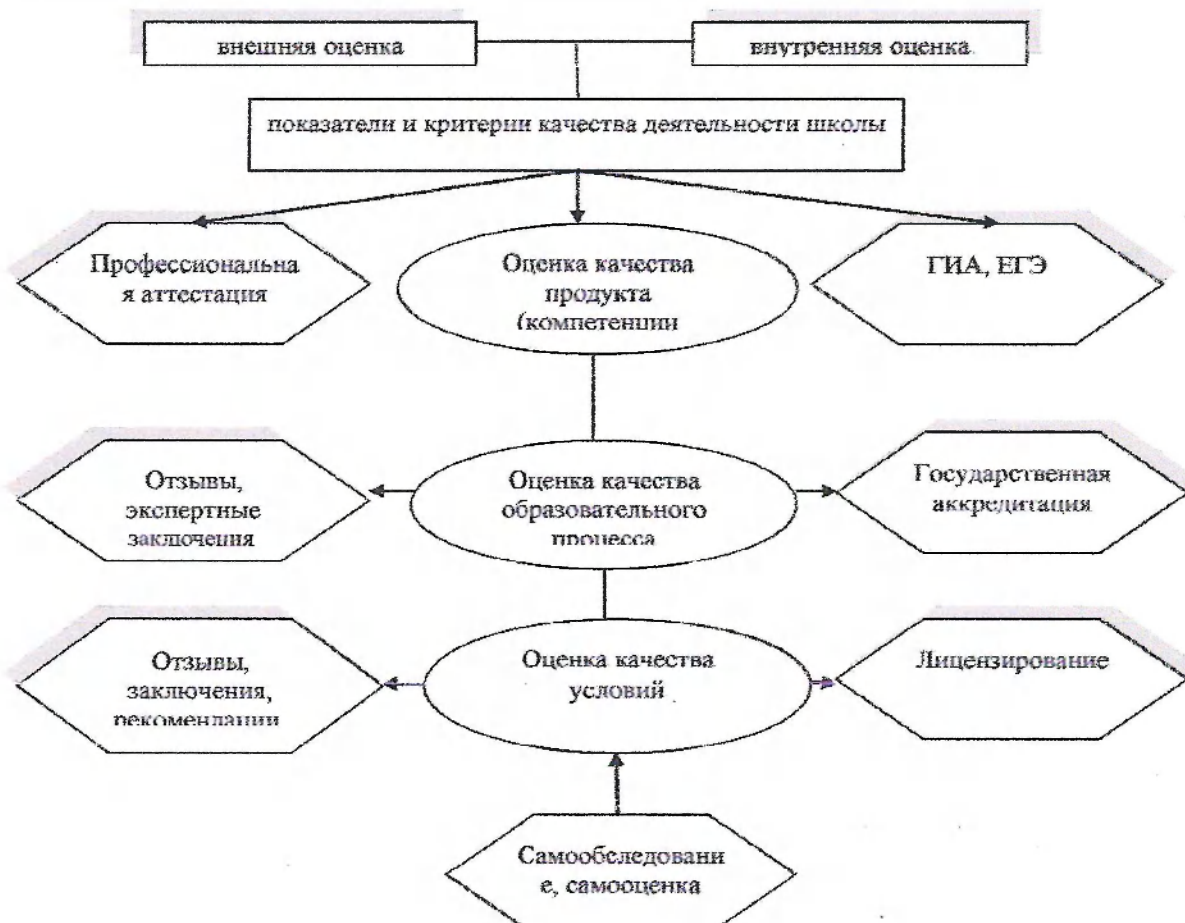 внешняя оценка
внутренняя оценка
показатели и критерии качества деятельности школы
Профессиональна
я аттестация
Оценка качества
продукта
(компетенции
ГИА, ЕГЭ
Отзывы,
экспертные
заключения
Оценка качества
образовательного
процесса
Государственная
аккредитация
Отзывы,
заключения,
рекомендации
Оценка качества
условий
Лицензирование
Самообследовани
е, самооценка